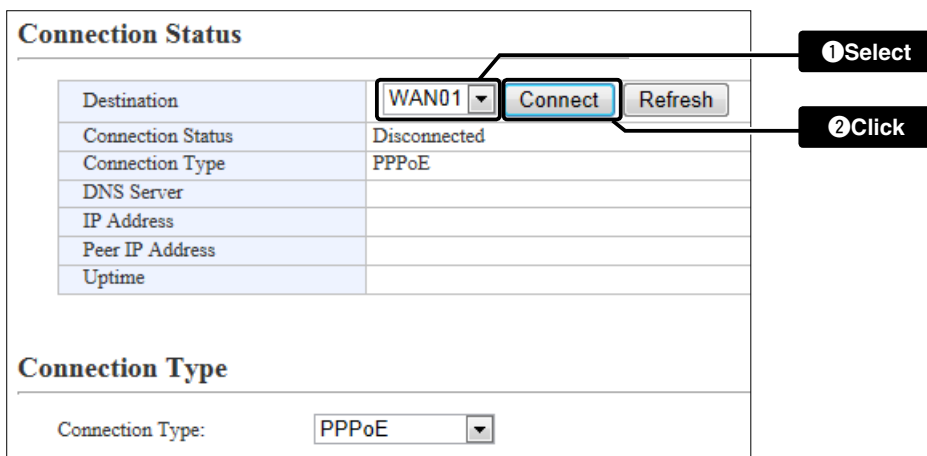 Connection Status
❶Select
Destination WAN01 Connect Refresh
❷Click
Connection Status Disconnected
Connection Type PPPoE
DNS Server
IP Address
Peer IP Address
Uptime
Connection Type
Connection Type: PPPoE